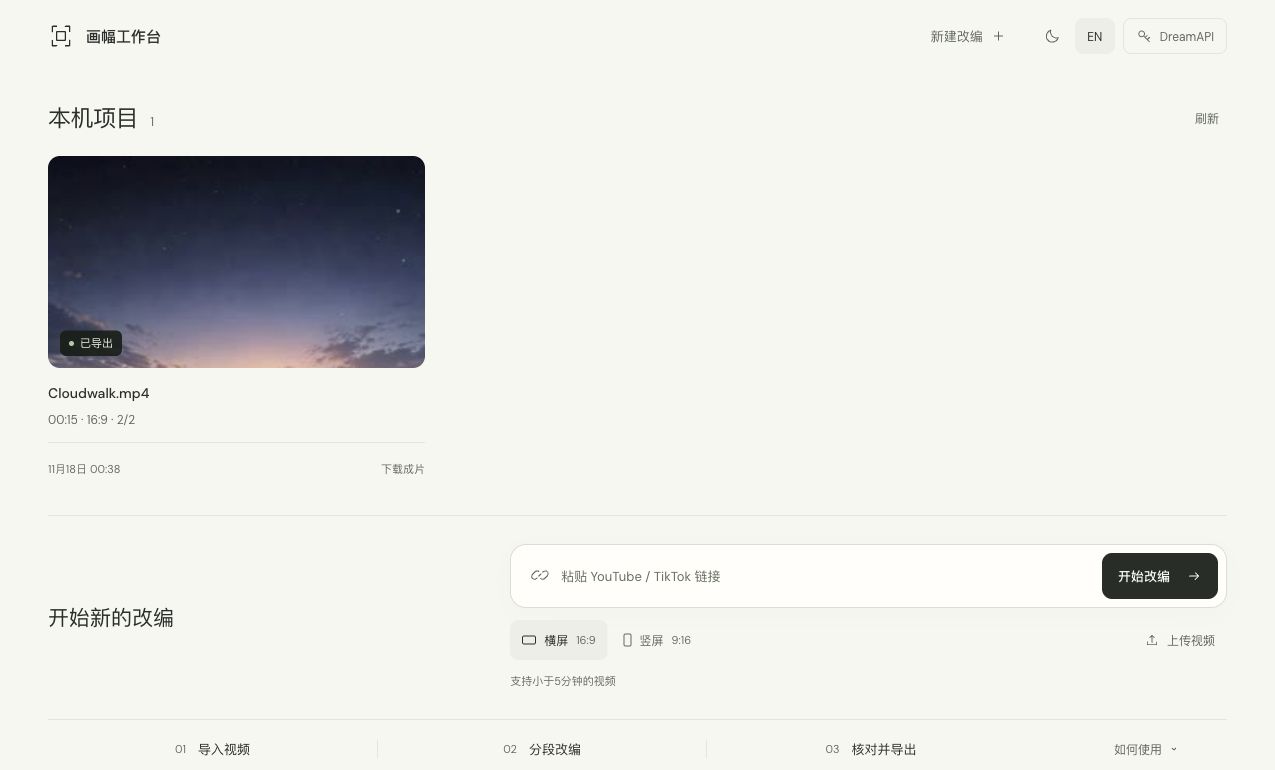 画幅工作台
新建改编 +
EN
DreamAPI
本机项目 1
刷新
已导出
Cloudwalk.mp4
00:15 · 16:9 · 2/2
11月18日 00:38
下载成片
开始新的改编
粘贴 YouTube / TikTok 链接
开始改编 →
横屏 16:9
竖屏 9:16
上传视频
支持小于5分钟的视频
01 导入视频
02 分段改编
03 核对并导出
如何使用